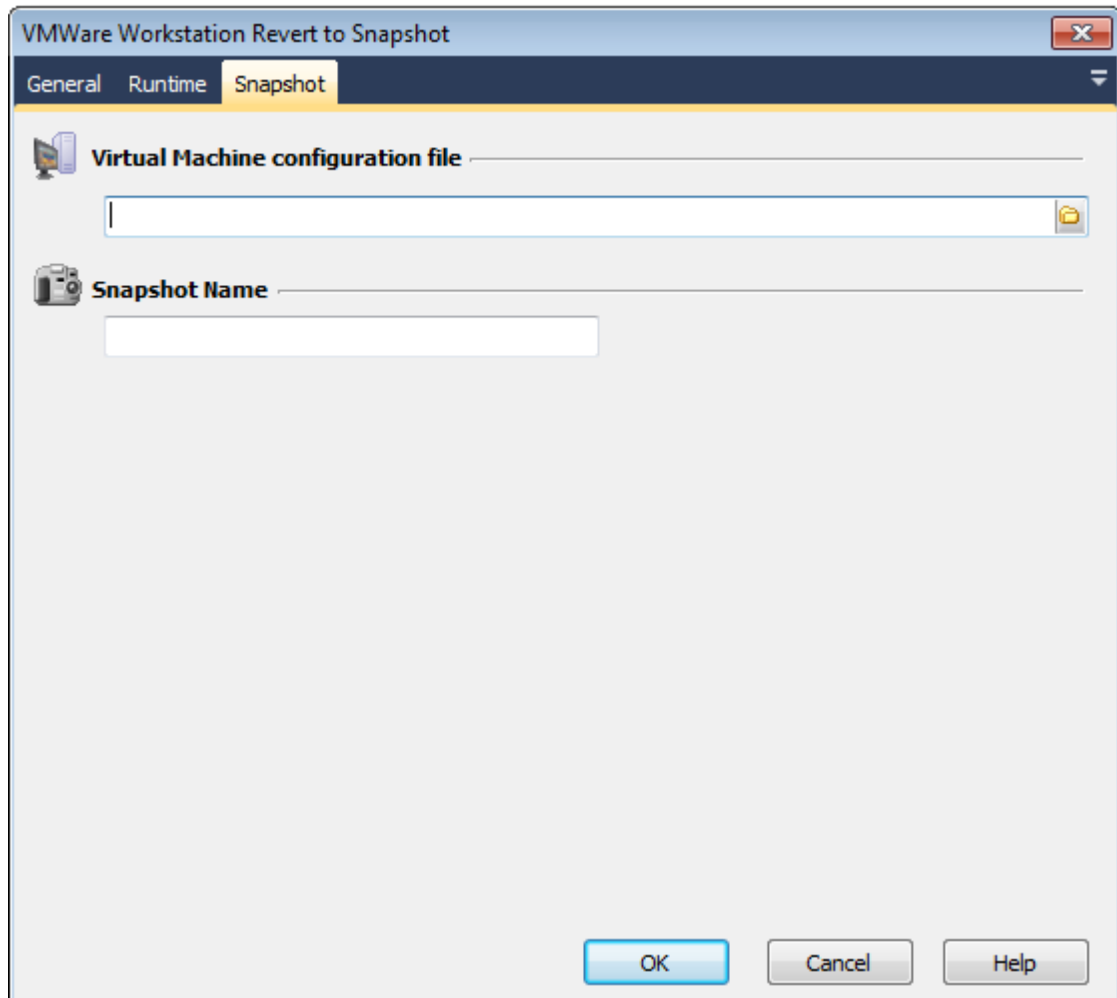 VMWare Workstation Revert to Snapshot
General Runtime Snapshot
Virtual Machine configuration file
Snapshot Name
OK Cancel Help